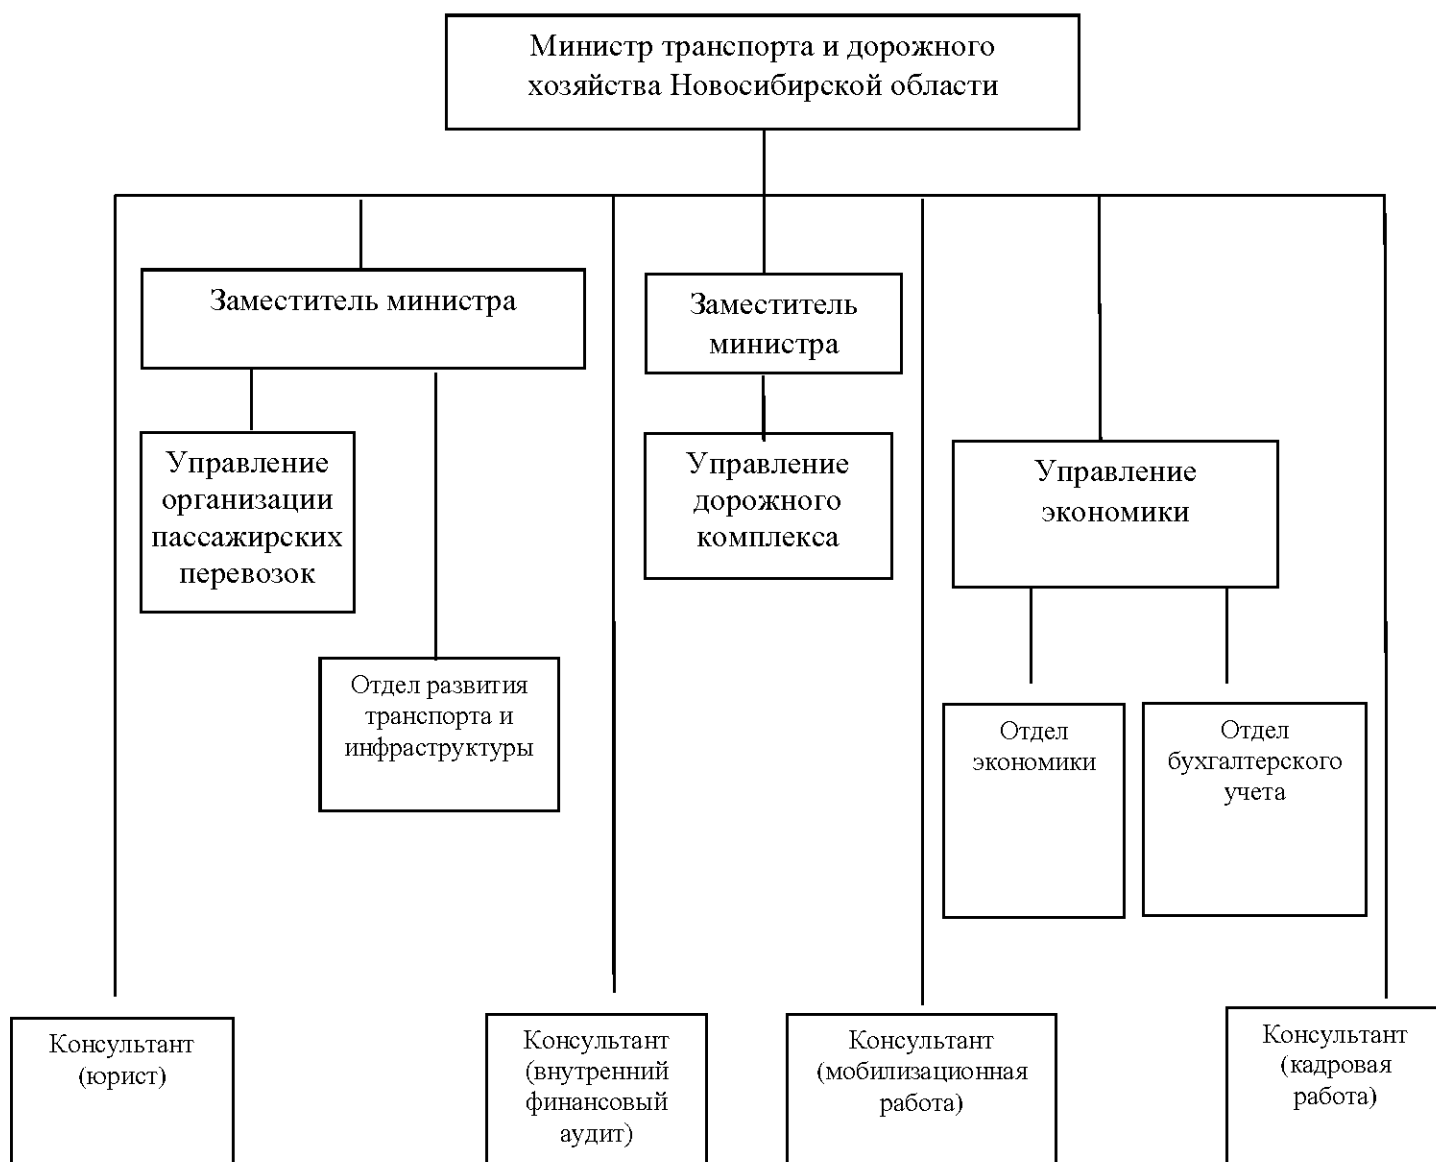 Министр транспорта и дорожного
хозяйства Новосибирской области
Заместитель министра
Заместитель
министра
Управление
организации
пассажирских
перевозок
Управление
дорожного
комплекса
Управление
экономики
Отдел развития
транспорта и
инфраструктуры
Отдел
экономики
Отдел
бухгалтерского
учета
Консультант
(юрист)
Консультант
(внутренний
финансовый
аудит)
Консультант
(мобилизационная
работа)
Консультант
(кадровая
работа)